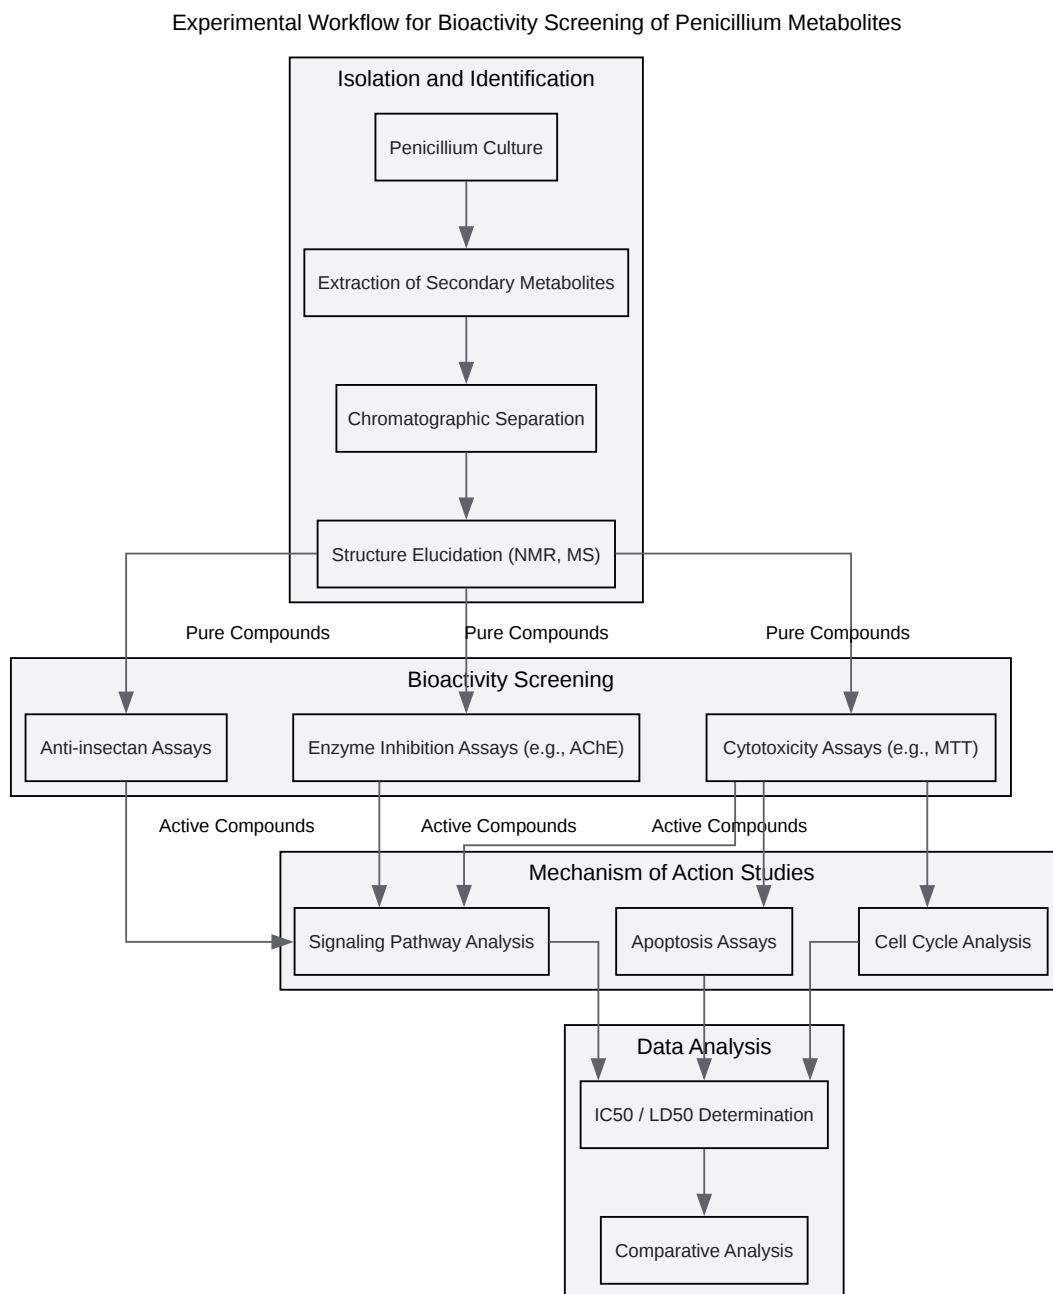 Experimental Workflow for Bioactivity Screening of Penicillium Metabolites
Isolation and Identification
Penicillium Culture
Extraction of Secondary Metabolites
Chromatographic Separation
Structure Elucidation (NMR, MS)
Pure Compounds
Pure Compounds
Pure Compounds
Bioactivity Screening
Anti-insectan Assays
Enzyme Inhibition Assays (e.g., AChE)
Cytotoxicity Assays (e.g., MTT)
Active Compounds
Active Compounds
Active Compounds
Mechanism of Action Studies
Signaling Pathway Analysis
Apoptosis Assays
Cell Cycle Analysis
Data Analysis
IC50 / LD50 Determination
Comparative Analysis